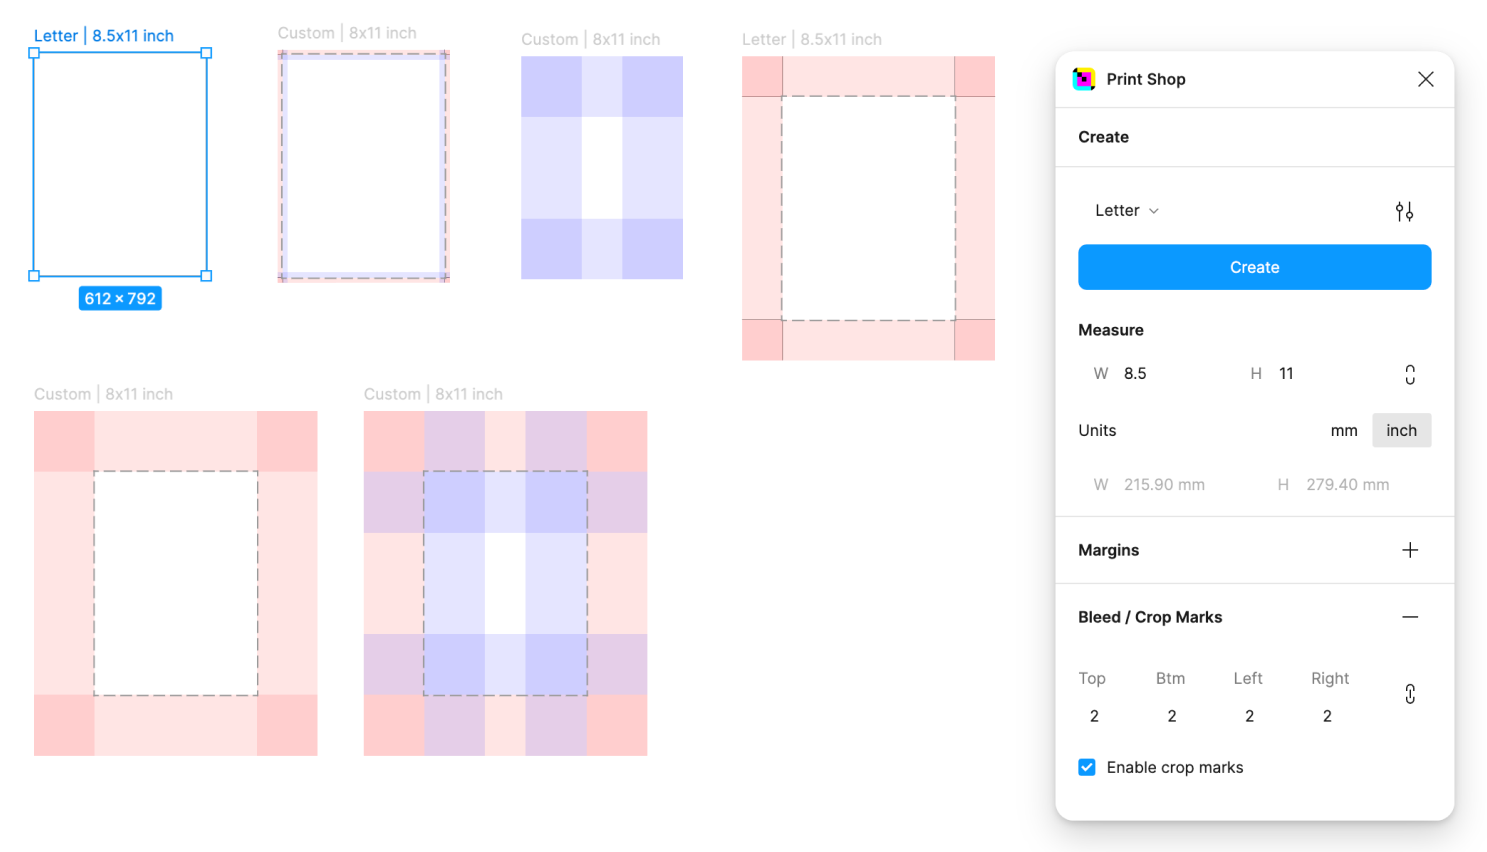 Letter | 8.5x11 inch
Custom | 8x11 inch
Custom | 8x11 inch
Letter | 8.5x11 inch
612 × 792
Custom | 8x11 inch
Custom | 8x11 inch
Print Shop
Create
Letter
Create
Measure
W 8.5 H 11
Units mm inch
W 215.90 mm H 279.40 mm
Margins
Bleed / Crop Marks
Top Btm Left Right
2 2 2 2
Enable crop marks